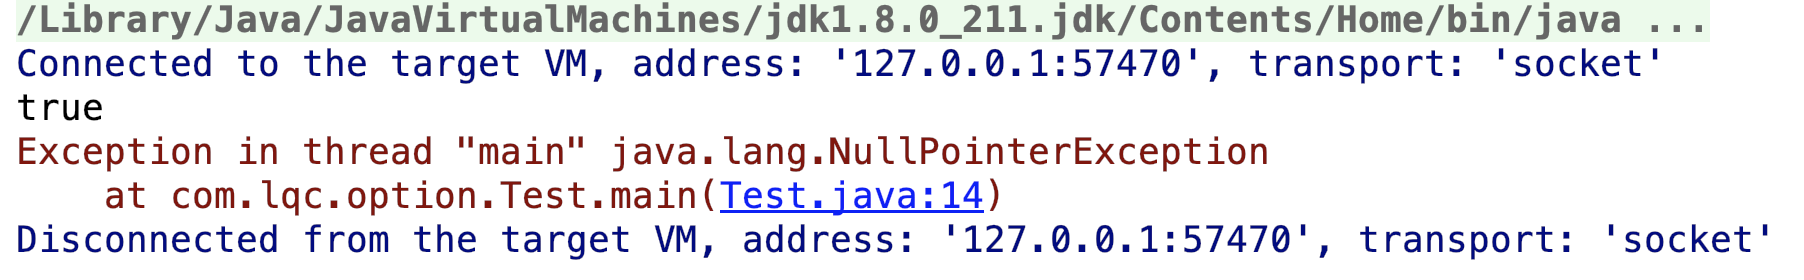 /Library/Java/JavaVirtualMachines/jdk1.8.0_211.jdk/Contents/Home/bin/java ...
Connected to the target VM, address: '127.0.0.1:57470', transport: 'socket'
true
Exception in thread "main" java.lang.NullPointerException
    at com.lqc.option.Test.main(Test.java:14)
Disconnected from the target VM, address: '127.0.0.1:57470', transport: 'socket'